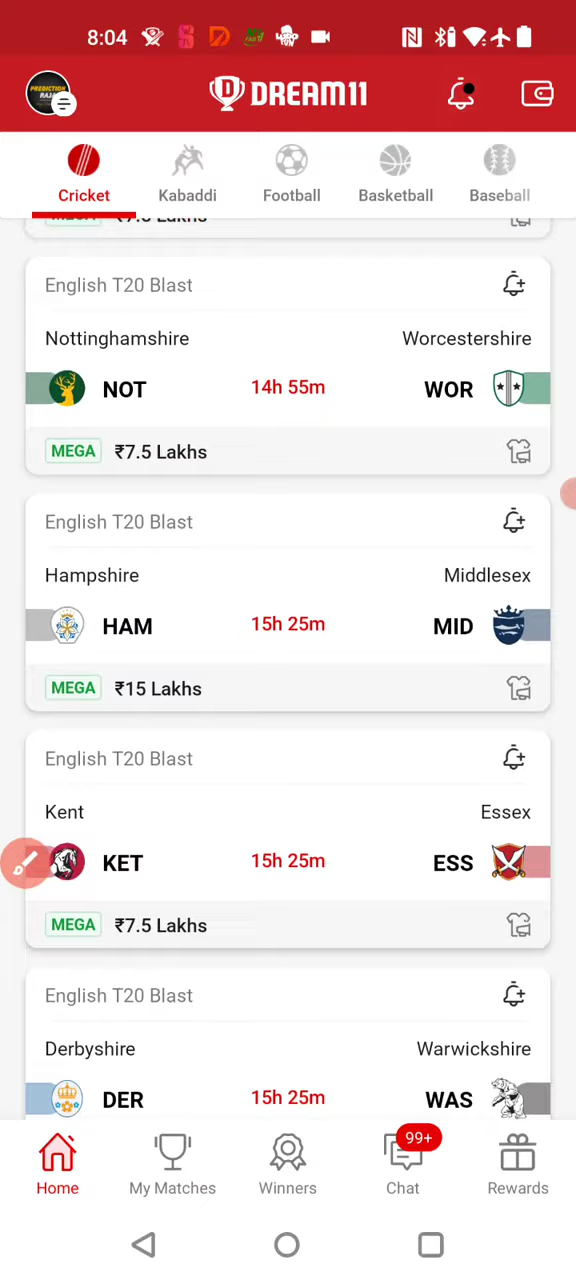 8:04
PREDICTION
DREAM11
Cricket Kabaddi Football Basketball Baseball
English T20 Blast
Nottinghamshire Worcestershire
NOT 14h 55m WOR
MEGA ₹7.5 Lakhs
English T20 Blast
Hampshire Middlesex
HAM 15h 25m MID
MEGA ₹15 Lakhs
English T20 Blast
Kent Essex
KET 15h 25m ESS
MEGA ₹7.5 Lakhs
English T20 Blast
Derbyshire Warwickshire
DER 15h 25m WAS
99+
Home My Matches Winners Chat Rewards